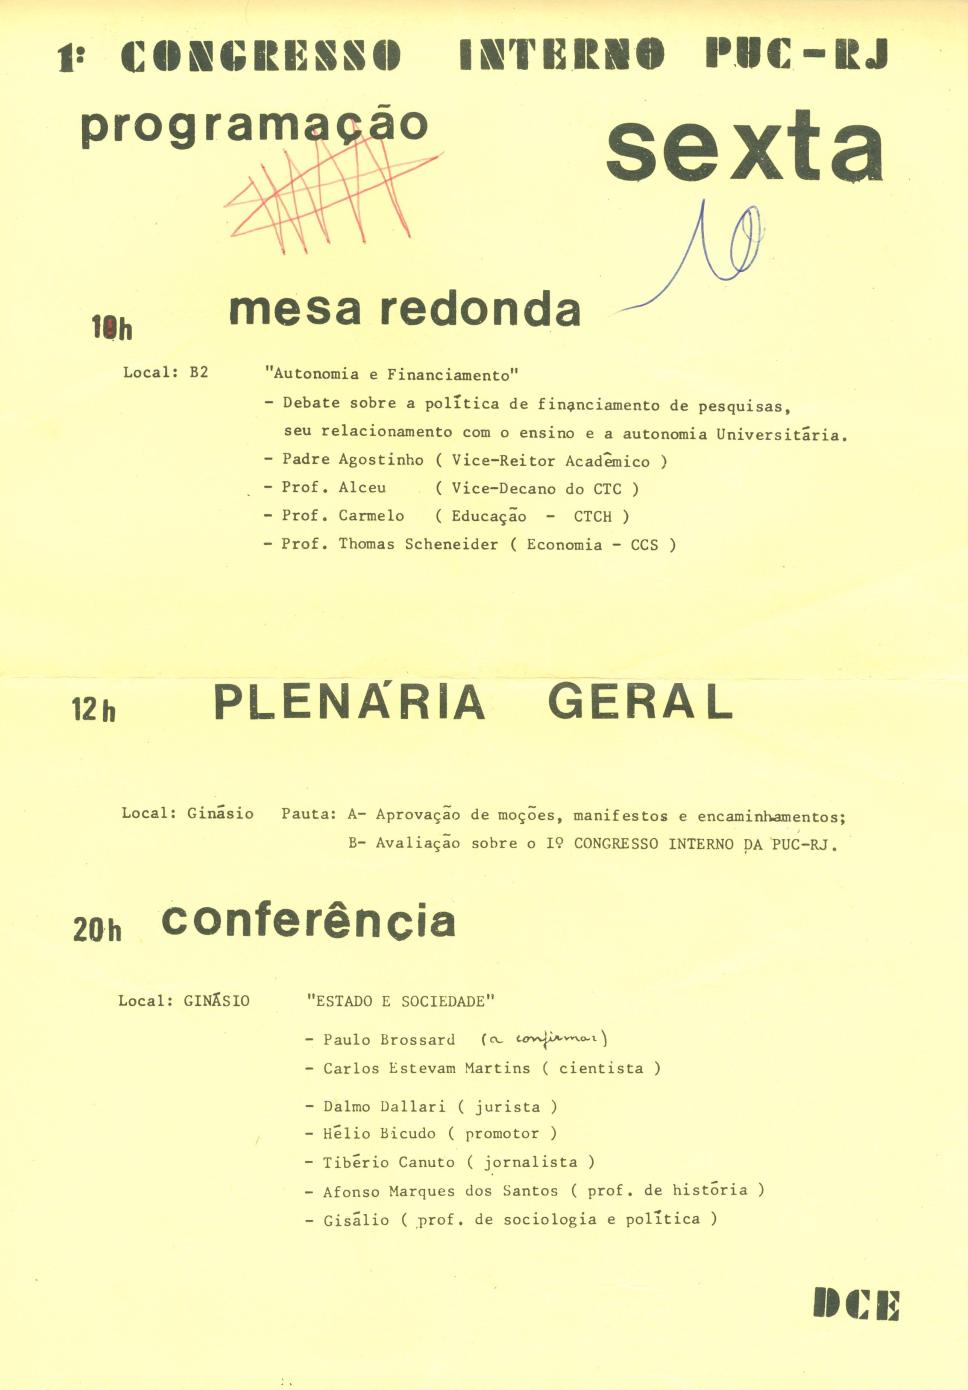 1º CONGRESSO INTERNO PUC-RJ
programação
sexta
10
10h mesa redonda
Local: B2 "Autonomia e Financiamento"
- Debate sobre a política de financiamento de pesquisas,
seu relacionamento com o ensino e a autonomia Universitária.
- Padre Agostinho ( Vice-Reitor Acadêmico )
- Prof. Alceu ( Vice-Decano do CTC )
- Prof. Carmelo ( Educação - CTCH )
- Prof. Thomas Scheneider ( Economia - CCS )
12h PLENÁRIA GERAL
Local: Ginásio Pauta: A- Aprovação de moções, manifestos e encaminhamentos;
B- Avaliação sobre o Iº CONGRESSO INTERNO DA PUC-RJ.
20h conferência
Local: GINÁSIO "ESTADO E SOCIEDADE"
- Paulo Brossard (a confirmar)
- Carlos Estevam Martins ( cientista )
- Dalmo Dallari ( jurista )
- Hélio Bicudo ( promotor )
- Tibério Canuto ( jornalista )
- Afonso Marques dos Santos ( prof. de história )
- Gisálio ( prof. de sociologia e política )
DCE